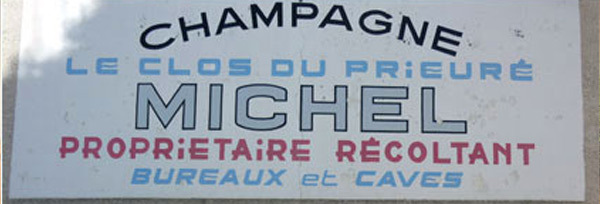 CHAMPAGNE
LE CLOS DU PRiEURÉ
MICHEL
PROPRiETAiRE RÉCOLTANT
BUREAUX et CAVES